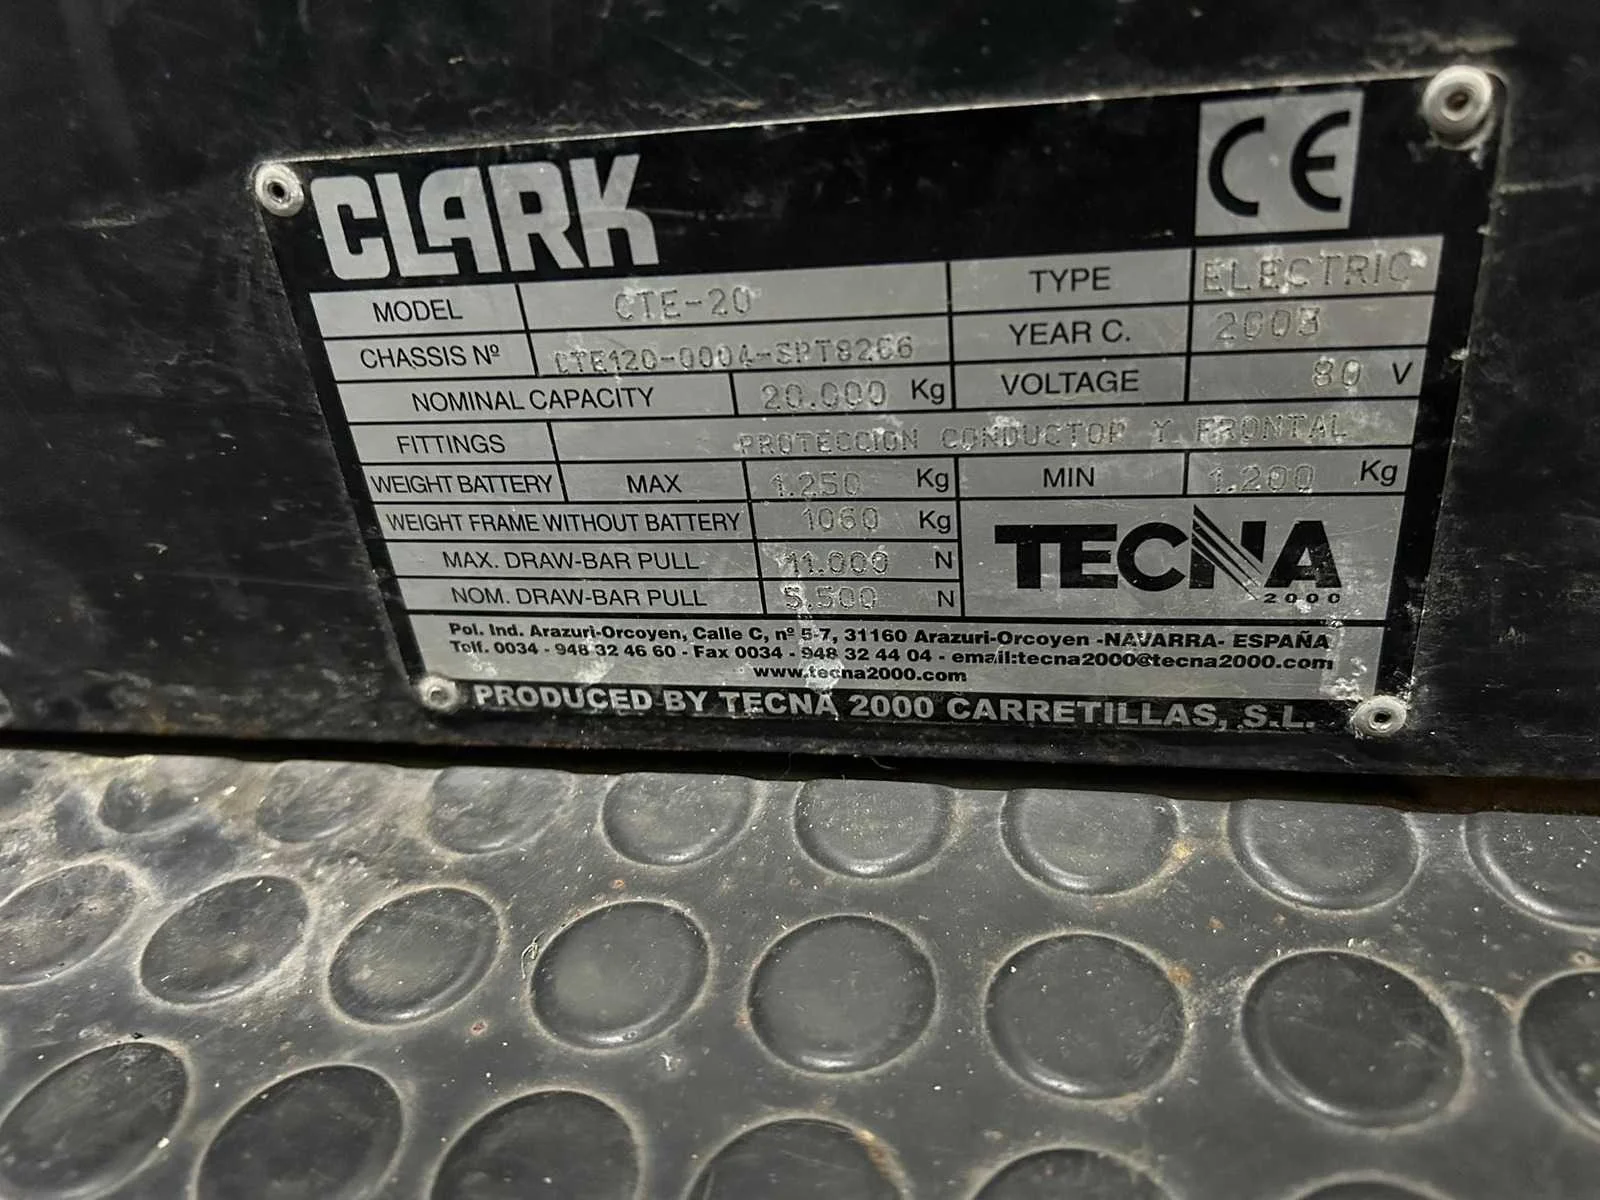 CLARK CE
MODEL CTE-20 TYPE ELECTRIC
CHASSIS Nº YEAR C. 2003
NOMINAL CAPACITY 20.000 Kg VOLTAGE 80 V
FITTINGS PROTECCION CONDUCTOR Y FRONTAL
WEIGHT BATTERY MAX 1.250 Kg MIN 1.200 Kg
WEIGHT FRAME WITHOUT BATTERY 1060 Kg
MAX. DRAW-BAR PULL 11.000 N
NOM. DRAW-BAR PULL 5.500 N
TECNA
2000
Pol. Ind. Arazuri-Orcoyen, Calle C, nº 5-7, 31160 Arazuri-Orcoyen -NAVARRA- ESPAÑA
Telf. 0034 - 948 32 46 60 - Fax 0034 - 948 32 44 04 - email:tecna2000@tecna2000.com
www.tecna2000.com
PRODUCED BY TECNA 2000 CARRETILLAS, S.L.